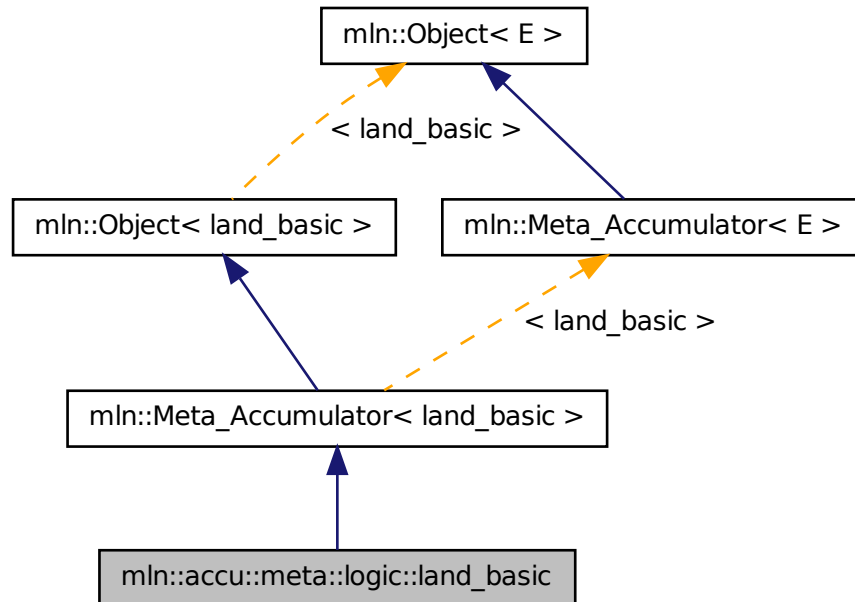 mln::Object< E >
< land_basic >
mln::Object< land_basic >
mln::Meta_Accumulator< E >
< land_basic >
mln::Meta_Accumulator< land_basic >
mln::accu::meta::logic::land_basic